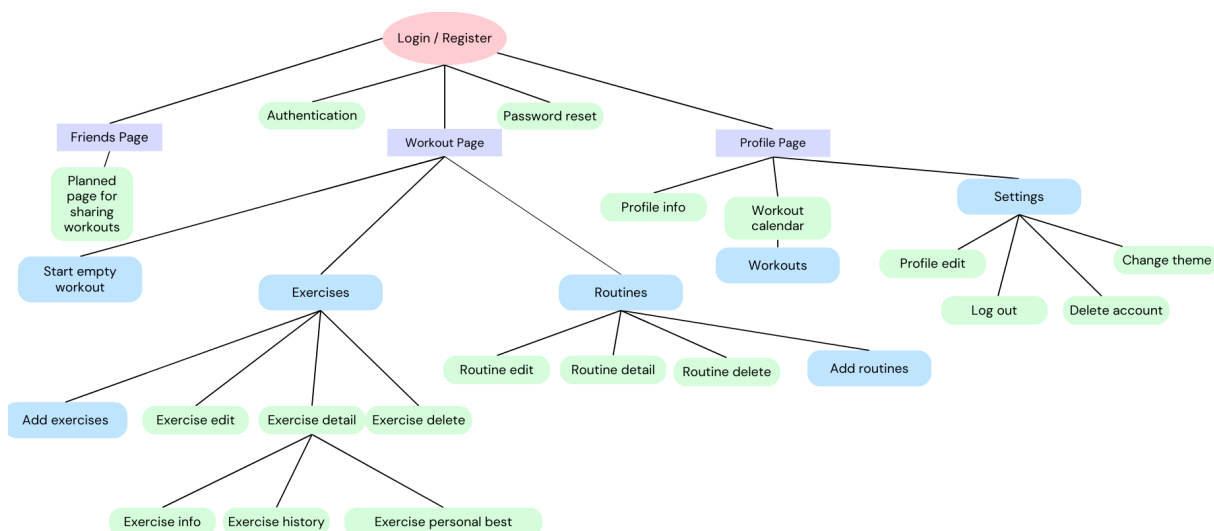 Login / Register
Authentication
Password reset
Friends Page
Workout Page
Profile Page
Planned
page for
sharing
workouts
Profile info
Workout
calendar
Settings
Start empty
workout
Exercises
Routines
Workouts
Profile edit
Change theme
Log out
Delete account
Routine edit
Routine detail
Routine delete
Add routines
Add exercises
Exercise edit
Exercise detail
Exercise delete
Exercise info
Exercise history
Exercise personal best